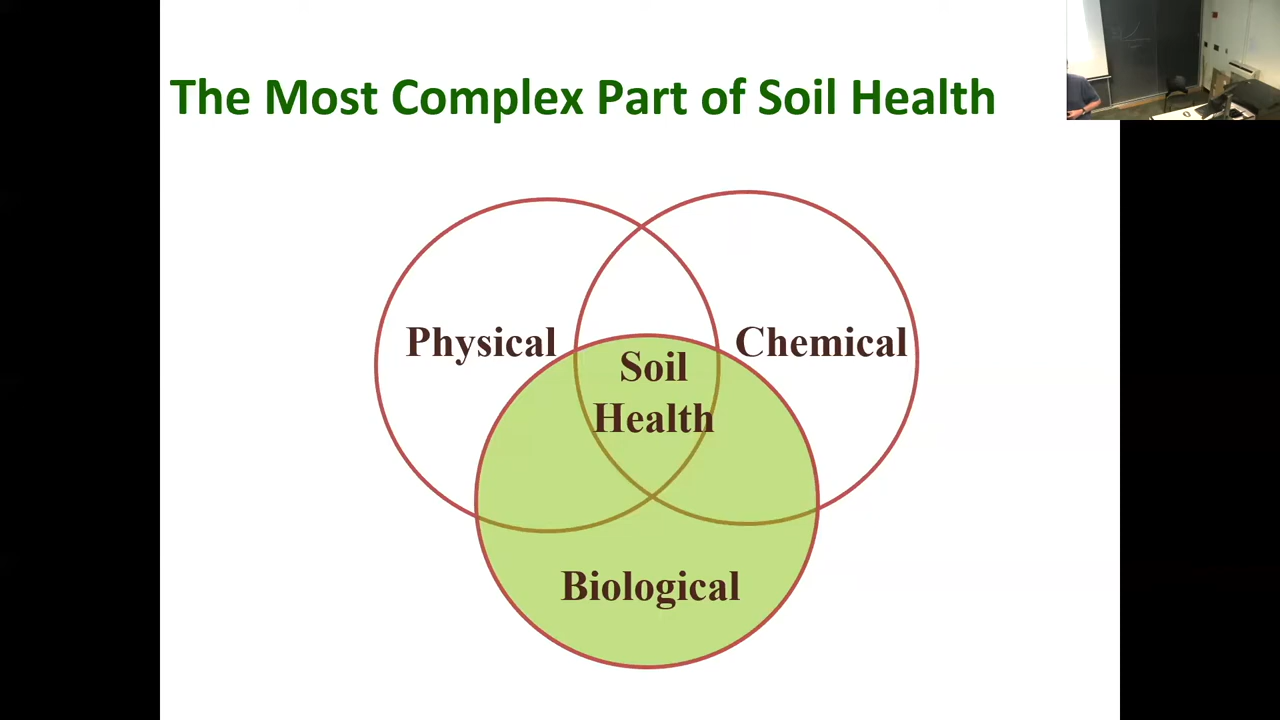 The Most Complex Part of Soil Health
Physical
Chemical
Soil
Health
Biological